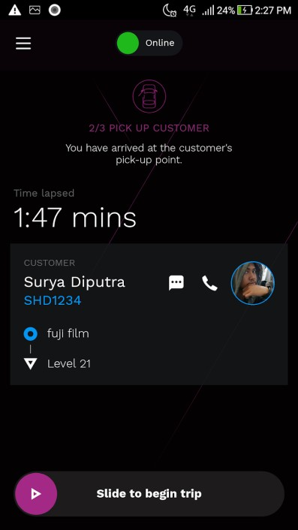 4G 24% 2:27 PM
Online
2/3 PICK UP CUSTOMER
You have arrived at the customer's
pick-up point.
Time lapsed
1:47 mins
CUSTOMER
Surya Diputra
SHD1234
fuji film
Level 21
Slide to begin trip